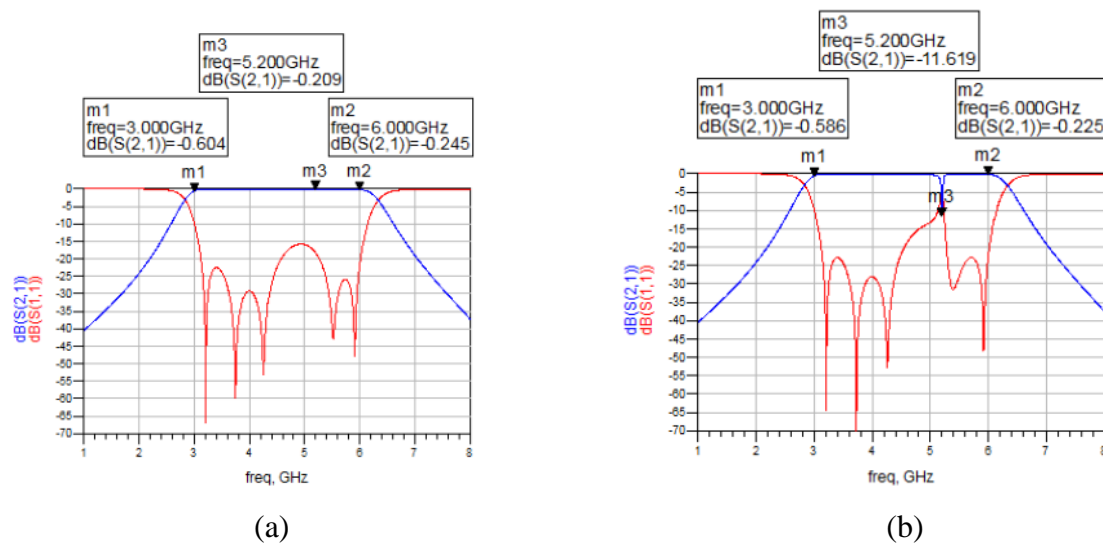 m3
freq=5.200GHz
dB(S(2,1))=-0.209
m1
freq=3.000GHz
dB(S(2,1))=-0.604
m2
freq=6.000GHz
dB(S(2,1))=-0.245
m1
m3
m2
0
-5
-10
-15
-20
-25
-30
-35
-40
-45
-50
-55
-60
-65
-70
dB(S(2,1))
dB(S(1,1))
1 2 3 4 5 6 7 8
freq, GHz
(a)
m3
freq=5.200GHz
dB(S(2,1))=-11.619
m1
freq=3.000GHz
dB(S(2,1))=-0.586
m2
freq=6.000GHz
dB(S(2,1))=-0.225
m1
m2
m3
0
-5
-10
-15
-20
-25
-30
-35
-40
-45
-50
-55
-60
-65
-70
dB(S(2,1))
dB(S(1,1))
1 2 3 4 5 6 7 8
freq, GHz
(b)